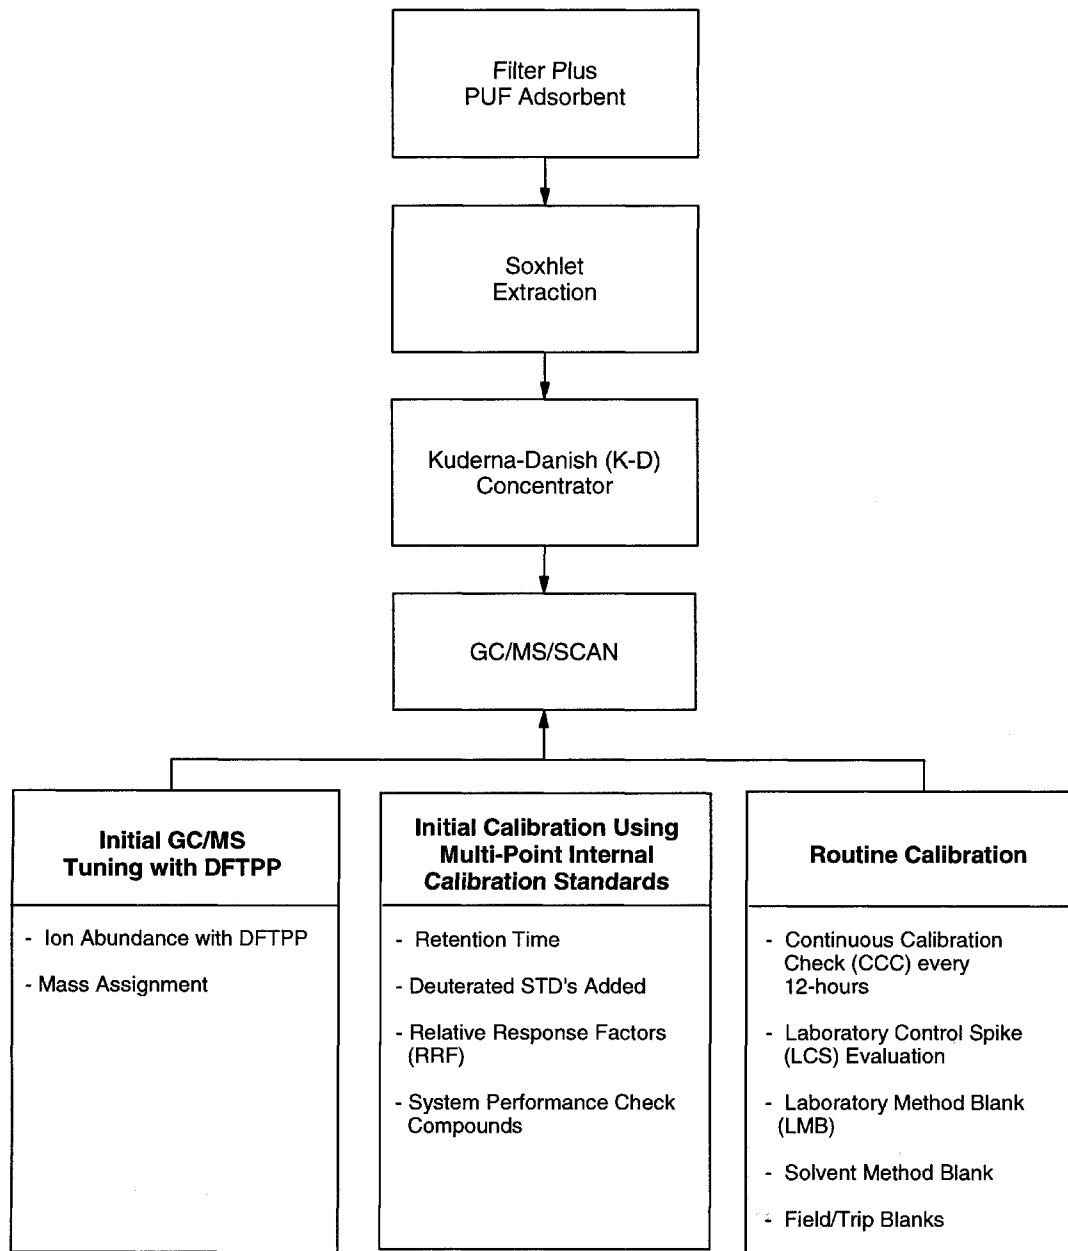 Filter Plus
PUF Adsorbent
Soxhlet
Extraction
Kuderna-Danish (K-D)
Concentrator
GC/MS/SCAN
Initial GC/MS
Tuning with DFTPP
- Ion Abundance with DFTPP
- Mass Assignment
Initial Calibration Using
Multi-Point Internal
Calibration Standards
- Retention Time
- Deuterated STD's Added
- Relative Response Factors
(RRF)
- System Performance Check
Compounds
Routine Calibration
- Continuous Calibration
Check (CCC) every
12-hours
- Laboratory Control Spike
(LCS) Evaluation
- Laboratory Method Blank
(LMB)
- Solvent Method Blank
- Field/Trip Blanks